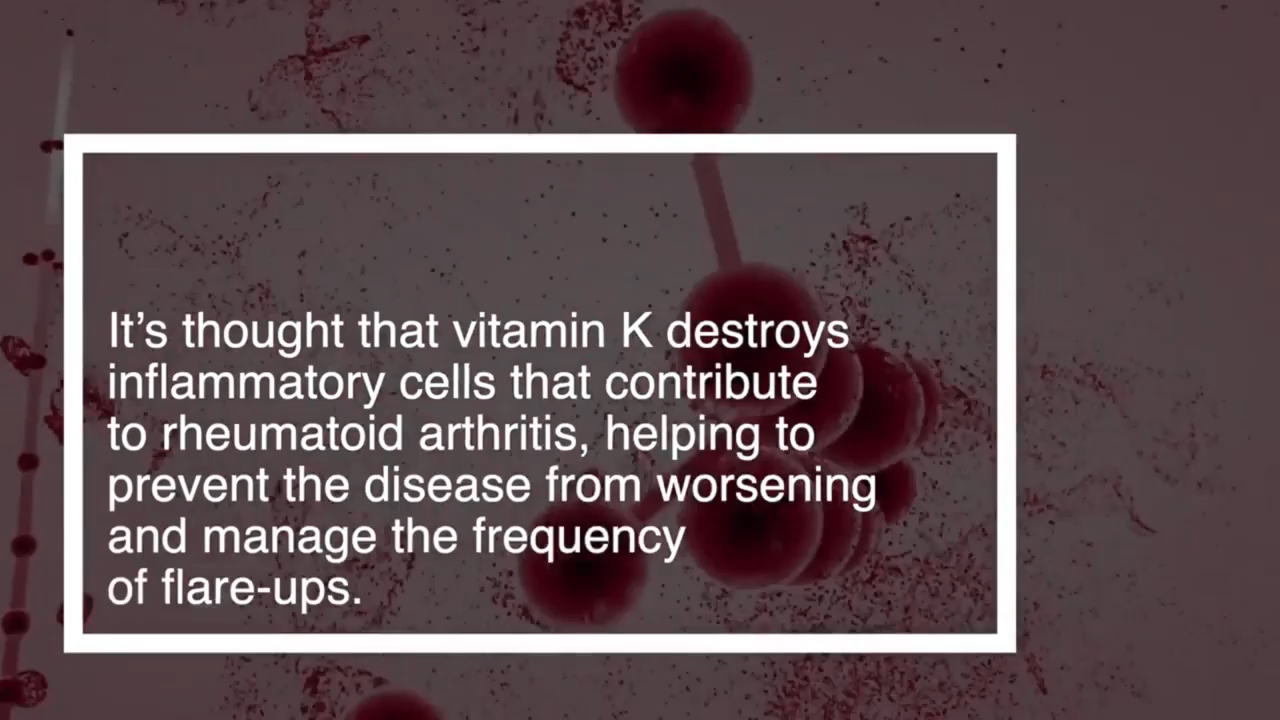 It’s thought that vitamin K destroys
inflammatory cells that contribute
to rheumatoid arthritis, helping to
prevent the disease from worsening
and manage the frequency
of flare-ups.